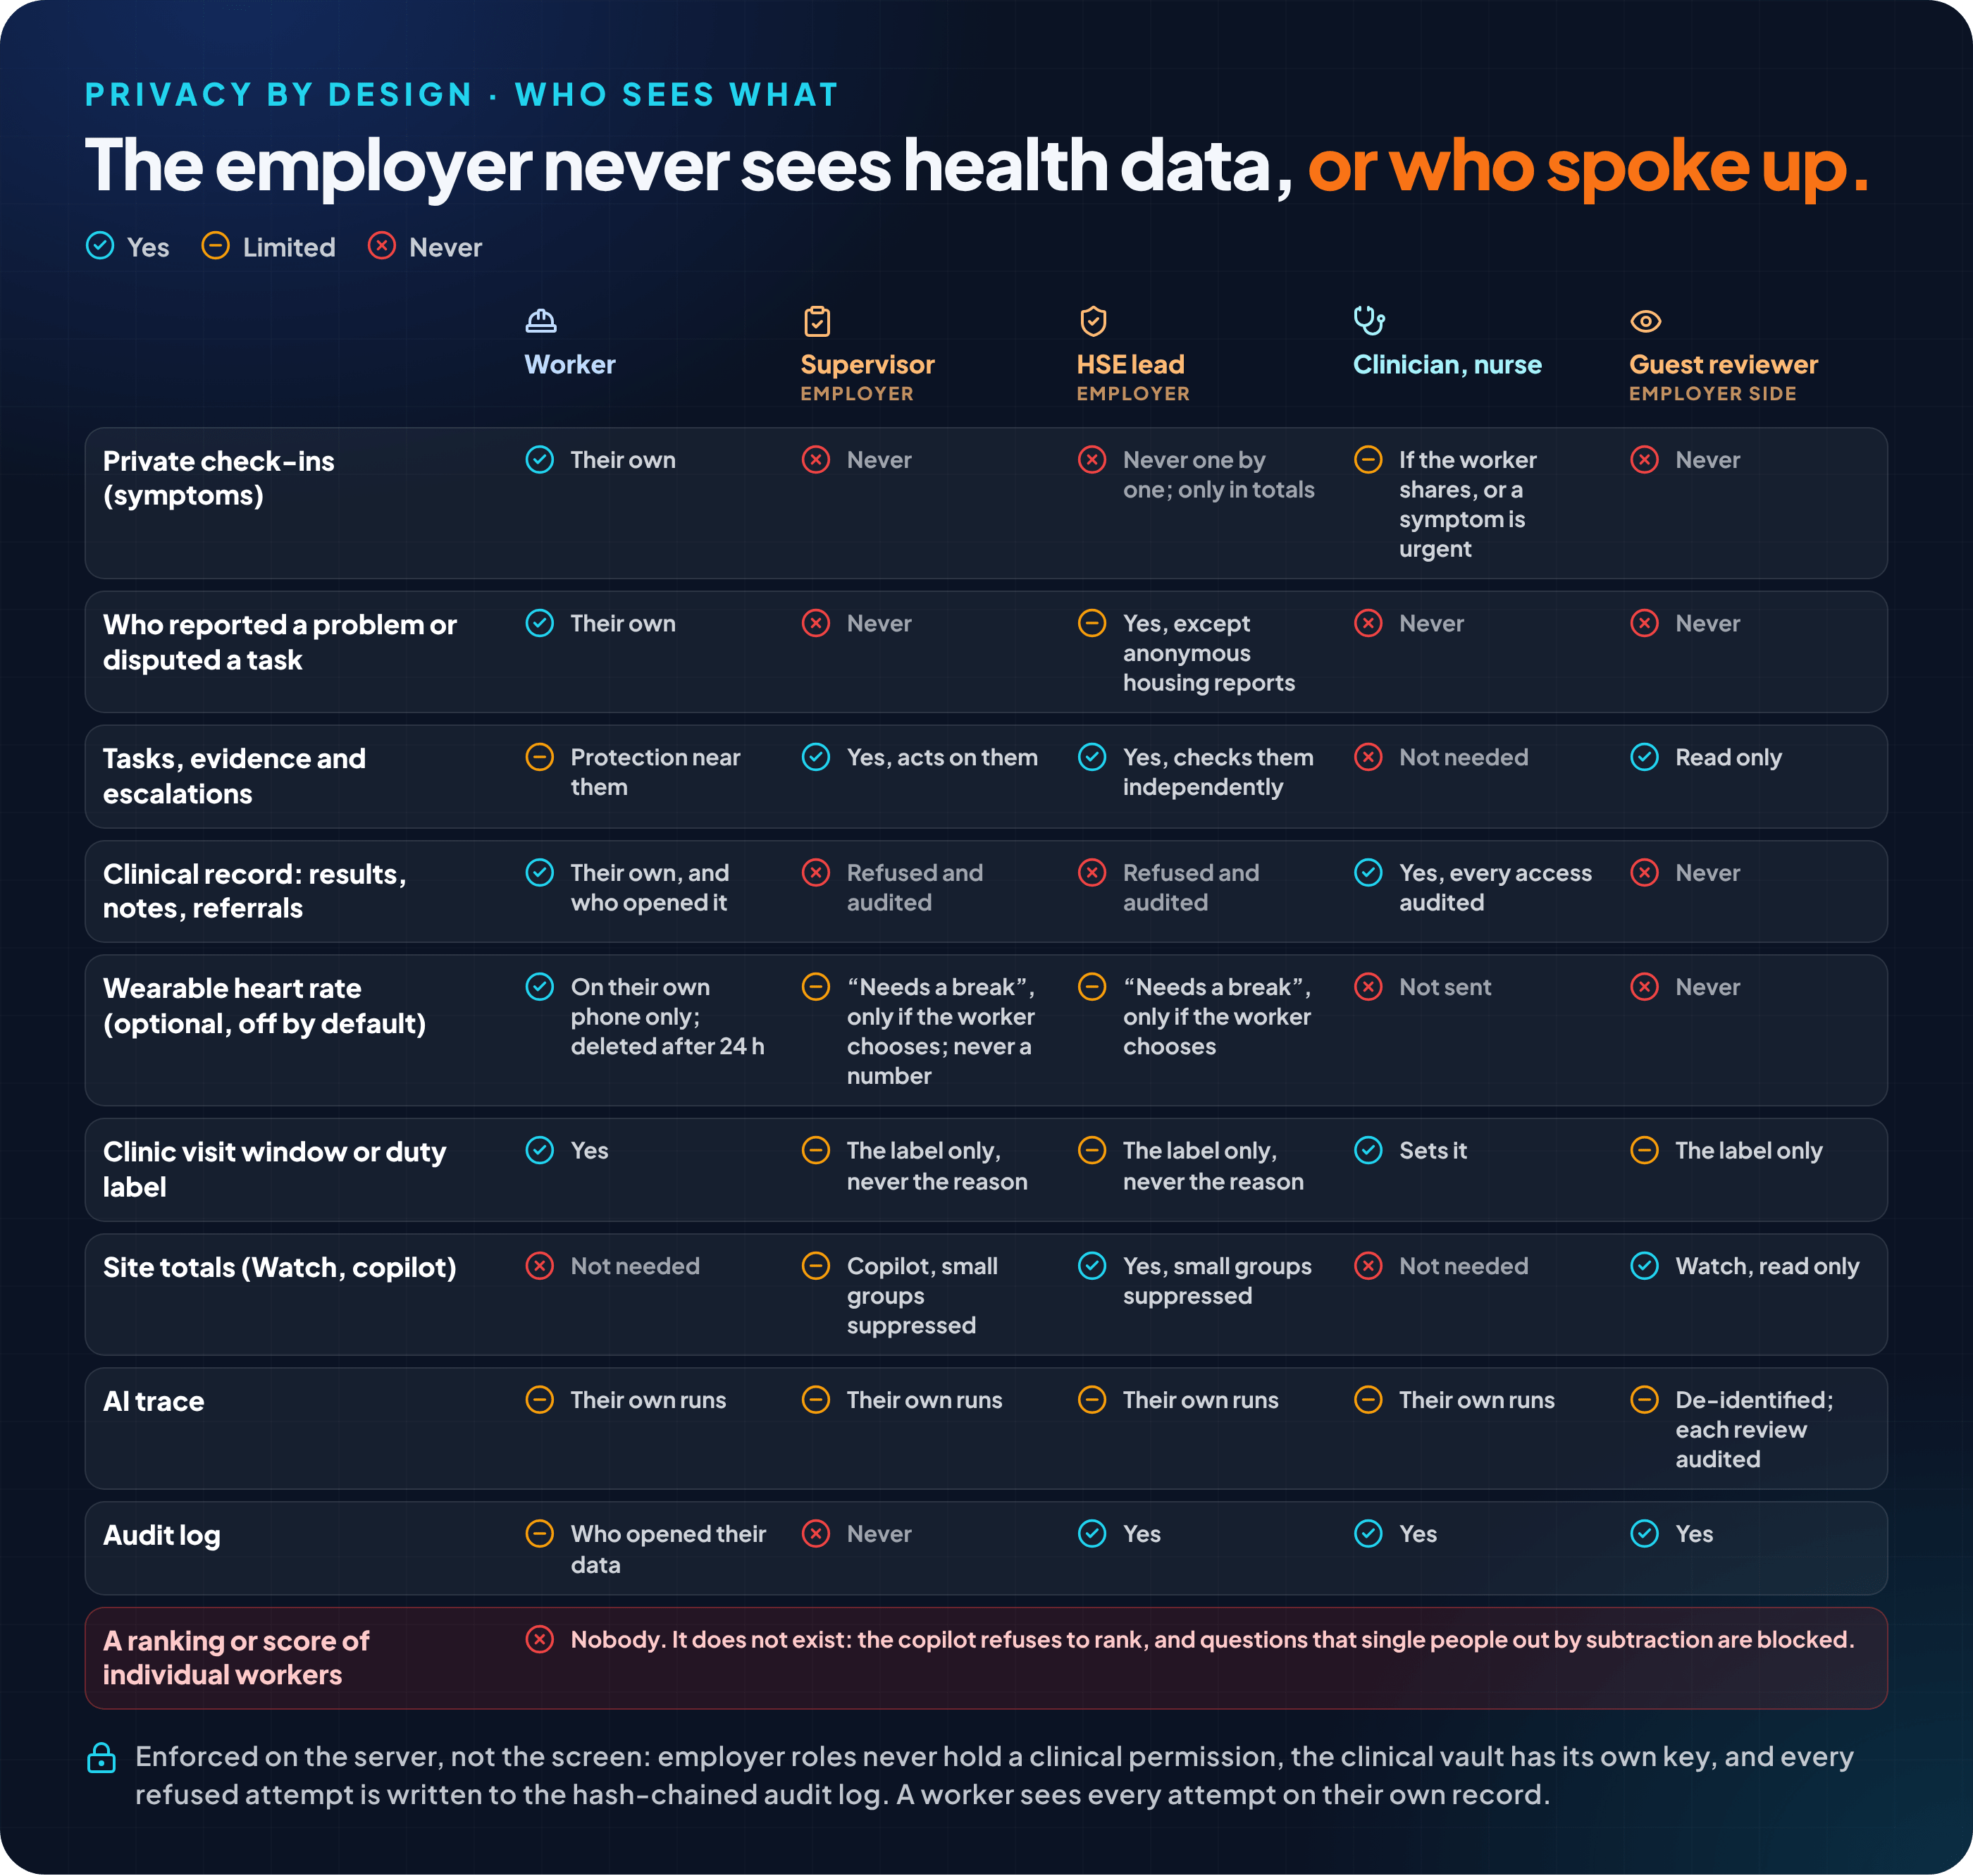 PRIVACY BY DESIGN · WHO SEES WHAT
The employer never sees health data, or who spoke up.
Yes Limited Never
Worker
Supervisor
EMPLOYER
HSE lead
EMPLOYER
Clinician, nurse
Guest reviewer
EMPLOYER SIDE
Private check-ins
(symptoms)
Their own
Never
Never one by
one; only in totals
If the worker
shares, or a
symptom is
urgent
Never
Who reported a problem or
disputed a task
Their own
Never
Yes, except
anonymous
housing reports
Never
Never
Tasks, evidence and
escalations
Protection near
them
Yes, acts on them
Yes, checks them
independently
Not needed
Read only
Clinical record: results,
notes, referrals
Their own, and
who opened it
Refused and
audited
Refused and
audited
Yes, every access
audited
Never
Wearable heart rate
(optional, off by default)
On their own
phone only;
deleted after 24 h
“Needs a break”,
only if the worker
chooses; never a
number
“Needs a break”,
only if the worker
chooses
Not sent
Never
Clinic visit window or duty
label
Yes
The label only,
never the reason
The label only,
never the reason
Sets it
The label only
Site totals (Watch, copilot)
Not needed
Copilot, small
groups
suppressed
Yes, small groups
suppressed
Not needed
Watch, read only
AI trace
Their own runs
Their own runs
Their own runs
Their own runs
De-identified;
each review
audited
Audit log
Who opened their
data
Never
Yes
Yes
Yes
A ranking or score of
individual workers
Nobody. It does not exist: the copilot refuses to rank, and questions that single people out by subtraction are blocked.
Enforced on the server, not the screen: employer roles never hold a clinical permission, the clinical vault has its own key, and every
refused attempt is written to the hash-chained audit log. A worker sees every attempt on their own record.